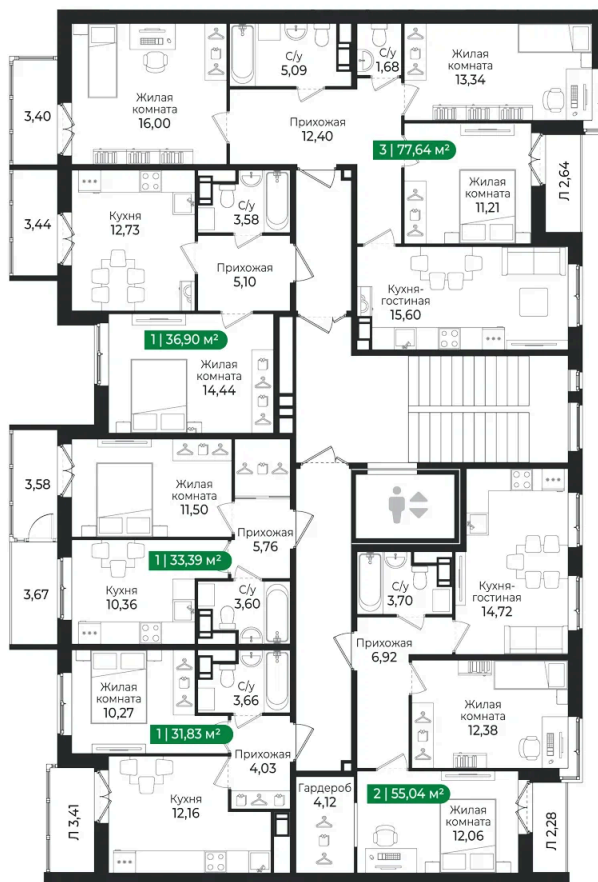 С/у
5,09
С/у
1,68
Жилая
комната
13,34
Жилая
комната
16,00
3,40
Прихожая
12,40
3 | 77,64 м²
Жилая
комната
11,21
Л 2,64
3,44
Кухня
12,73
С/у
3,58
Прихожая
5,10
Кухня-
гостиная
15,60
1 | 36,90 м²
Жилая
комната
14,44
3,58
Жилая
комната
11,50
Прихожая
5,76
1 | 33,39 м²
3,67
Кухня
10,36
С/у
3,60
С/у
3,70
Кухня-
гостиная
14,72
Прихожая
6,92
Жилая
комната
10,27
С/у
3,66
Жилая
комната
12,38
1 | 31,83 м²
Прихожая
4,03
Л 3,41
Кухня
12,16
Гардероб
4,12
2 | 55,04 м²
Жилая
комната
12,06
Л 2,28